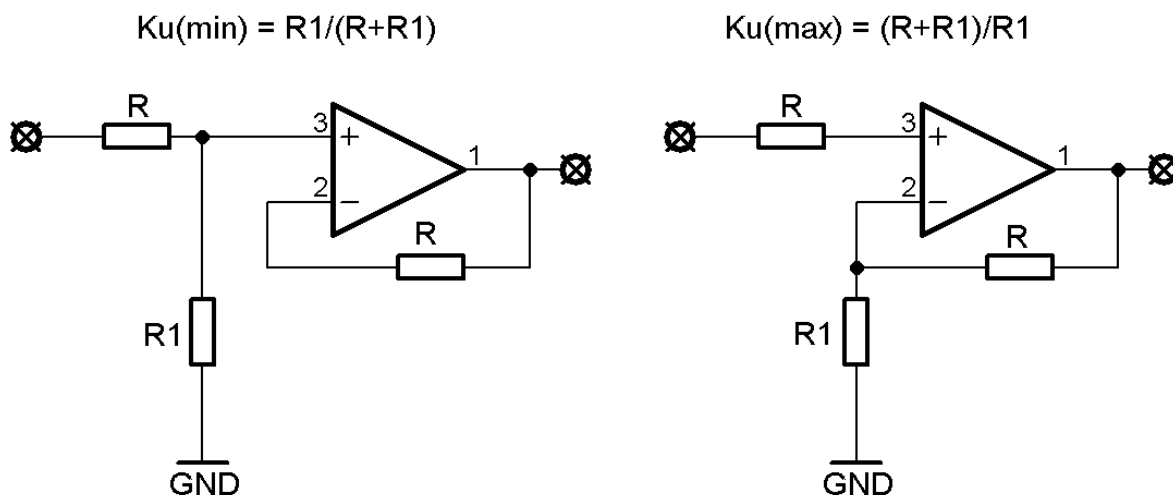 Ku(min) = R1/(R+R1)
R
3
+
1
2
−
R
R1
GND
Ku(max) = (R+R1)/R1
R
3
+
1
2
−
R
R1
GND